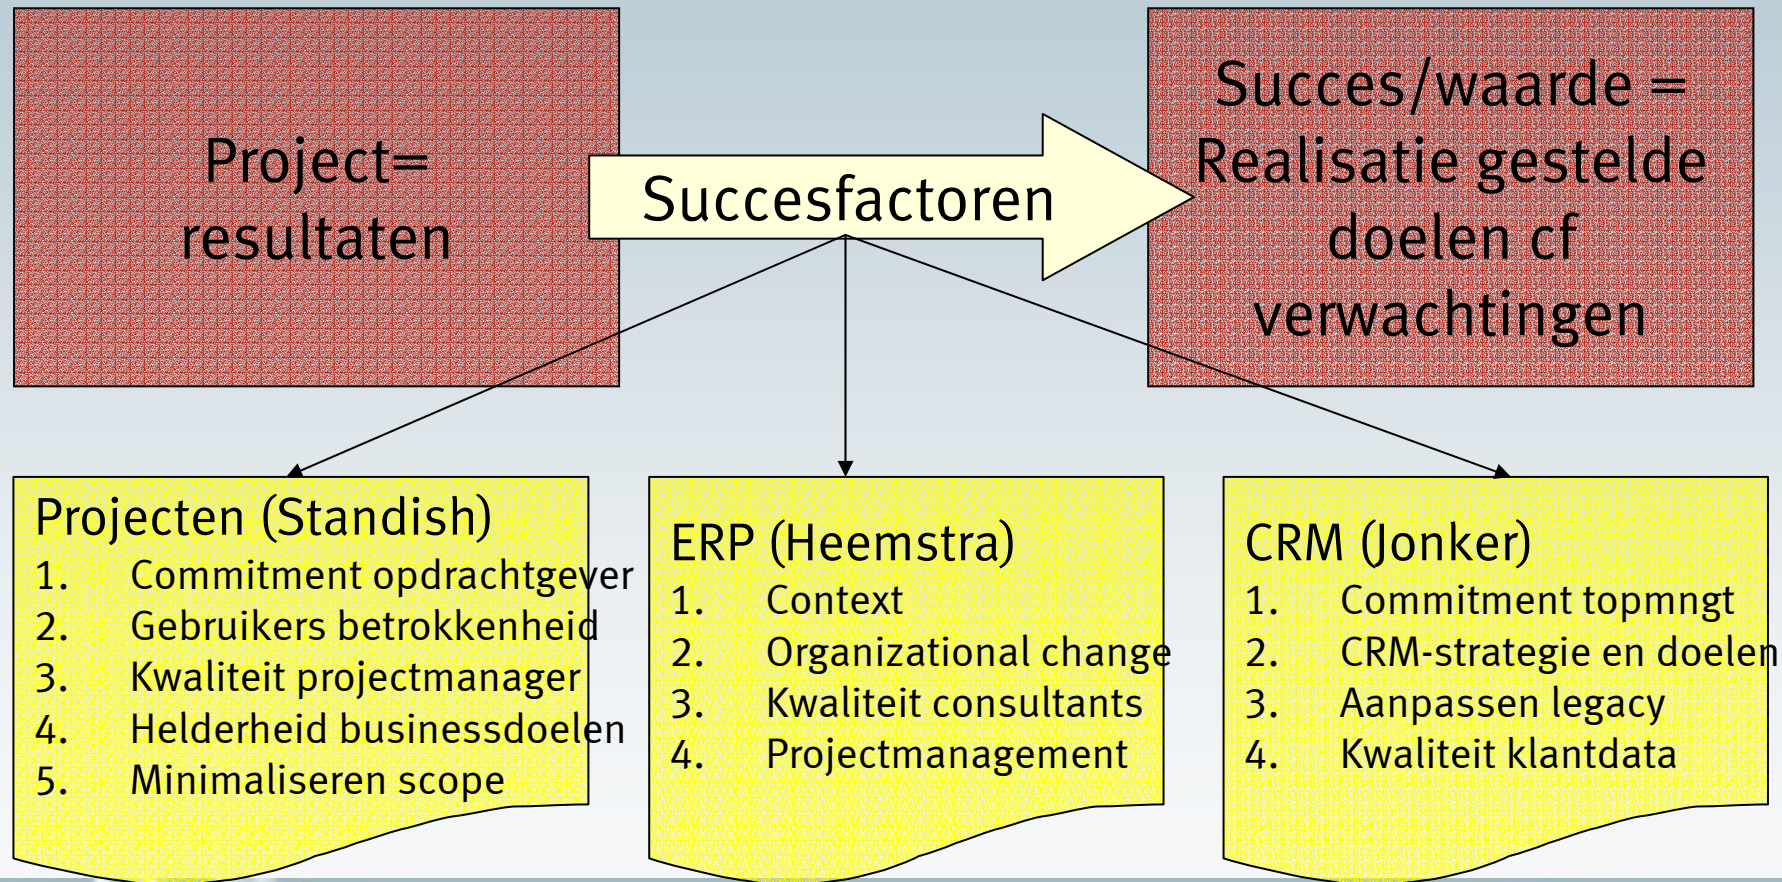 Project=
resultaten
Succesfactoren
Succes/waarde =
Realisatie gestelde
doelen cf
verwachtingen
Projecten (Standish)
1. Commitment opdrachtgever
2. Gebruikers betrokkenheid
3. Kwaliteit projectmanager
4. Helderheid businessdoelen
5. Minimaliseren scope
ERP (Heemstra)
1. Context
2. Organizational change
3. Kwaliteit consultants
4. Projectmanagement
CRM (Jonker)
1. Commitment topmngt
2. CRM-strategie en doelen
3. Aanpassen legacy
4. Kwaliteit klantdata